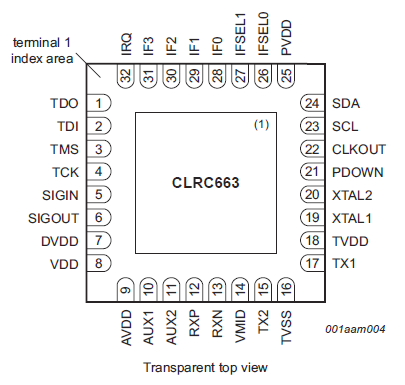 terminal 1
index area
IRQ
IF3
IF2
IF1
IF0
IFSEL1
IFSEL0
PVDD
32
31
30
29
28
27
26
25
TDO 1
TDI 2
TMS 3
TCK 4
SIGIN 5
SIGOUT 6
DVDD 7
VDD 8
(1)
CLRC663
24 SDA
23 SCL
22 CLKOUT
21 PDOWN
20 XTAL2
19 XTAL1
18 TVDD
17 TX1
9
10
11
12
13
14
15
16
AVDD
AUX1
AUX2
RXP
RXN
VMID
TX2
TVSS
001aam004
Transparent top view